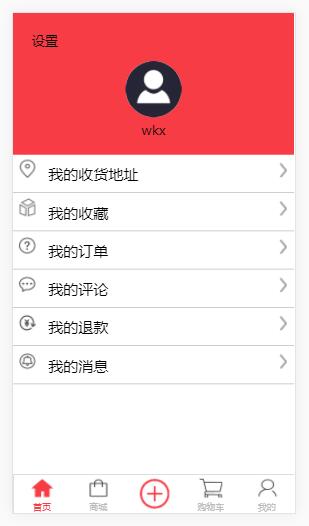 设置
wkx
我的收货地址
我的收藏
我的订单
我的评论
我的退款
我的消息
首页 商城 购物车 我的